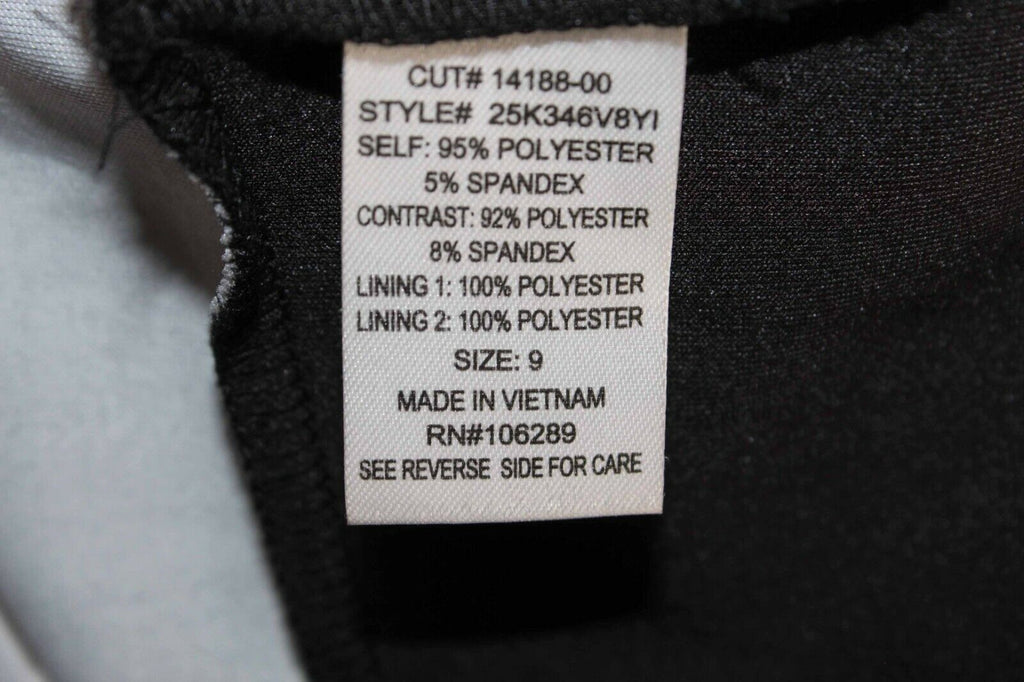 CUT# 14188-00
STYLE# 25K346V8YI
SELF: 95% POLYESTER
5% SPANDEX
CONTRAST: 92% POLYESTER
8% SPANDEX
LINING 1: 100% POLYESTER
LINING 2: 100% POLYESTER
SIZE: 9
MADE IN VIETNAM
RN#106289
SEE REVERSE SIDE FOR CARE